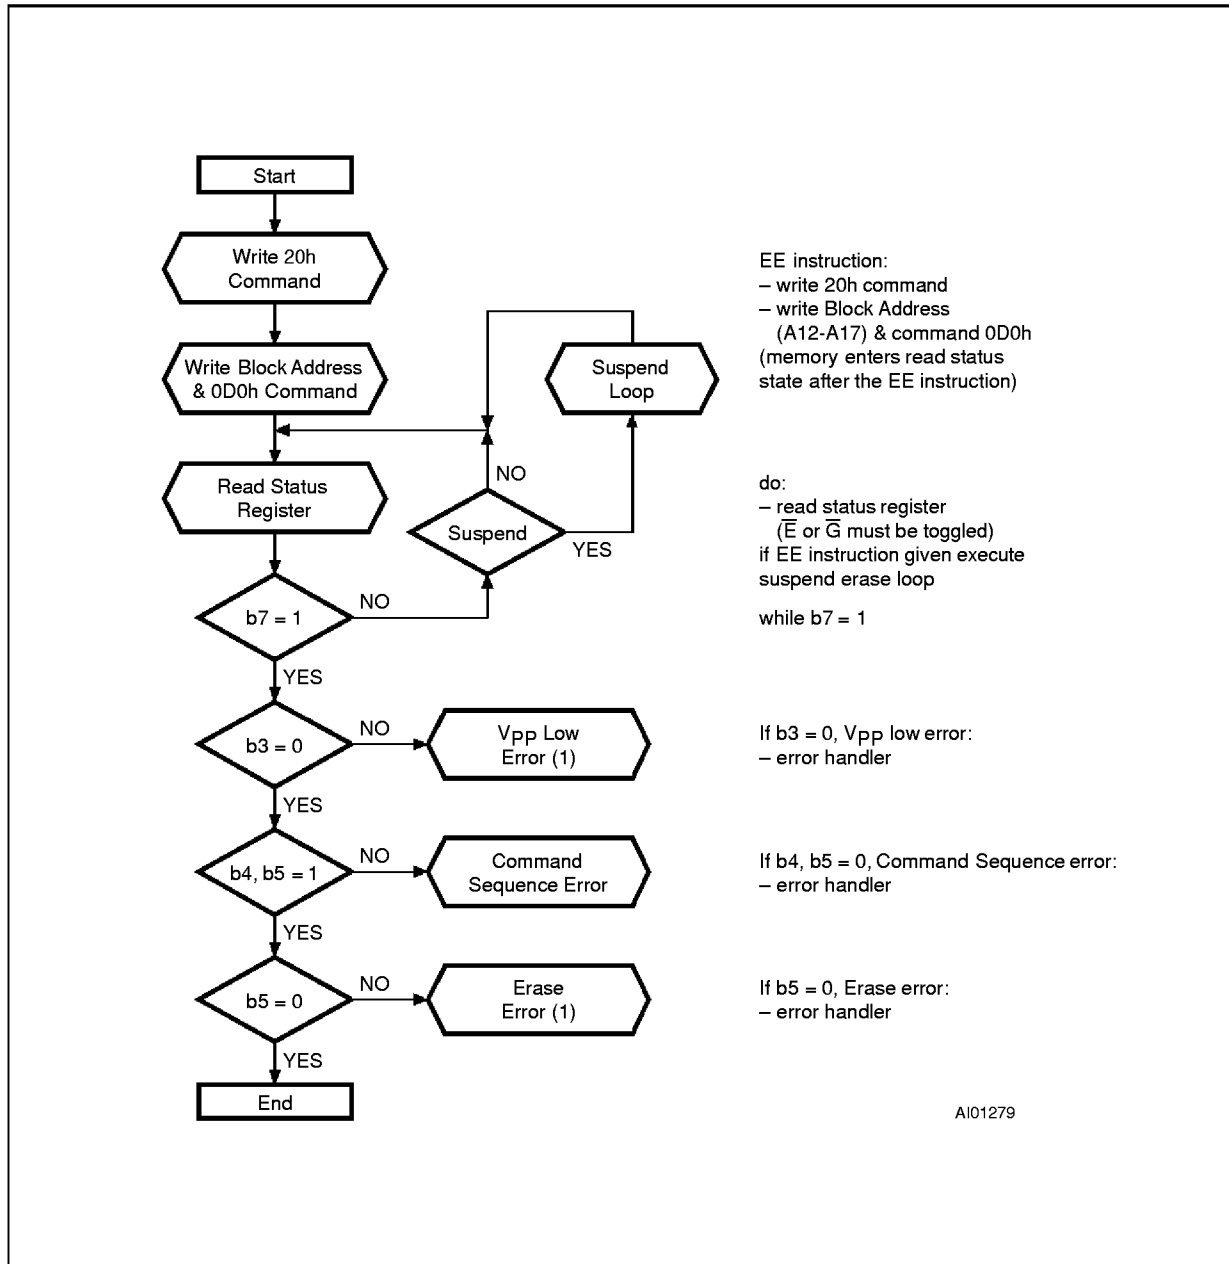 Start
Write 20h
Command
Write Block Address
& 0D0h Command
Read Status
Register
b7 = 1
NO
YES
Suspend
NO
YES
Suspend
Loop
b3 = 0
NO
YES
VPP Low
Error (1)
b4, b5 = 1
NO
YES
Command
Sequence Error
b5 = 0
NO
YES
Erase
Error (1)
End
EE instruction:
– write 20h command
– write Block Address
(A12-A17) & command 0D0h
(memory enters read status
state after the EE instruction)
do:
– read status register
(E̅ or G̅ must be toggled)
if EE instruction given execute
suspend erase loop
while b7 = 1
If b3 = 0, VPP low error:
– error handler
If b4, b5 = 0, Command Sequence error:
– error handler
If b5 = 0, Erase error:
– error handler
AI01279